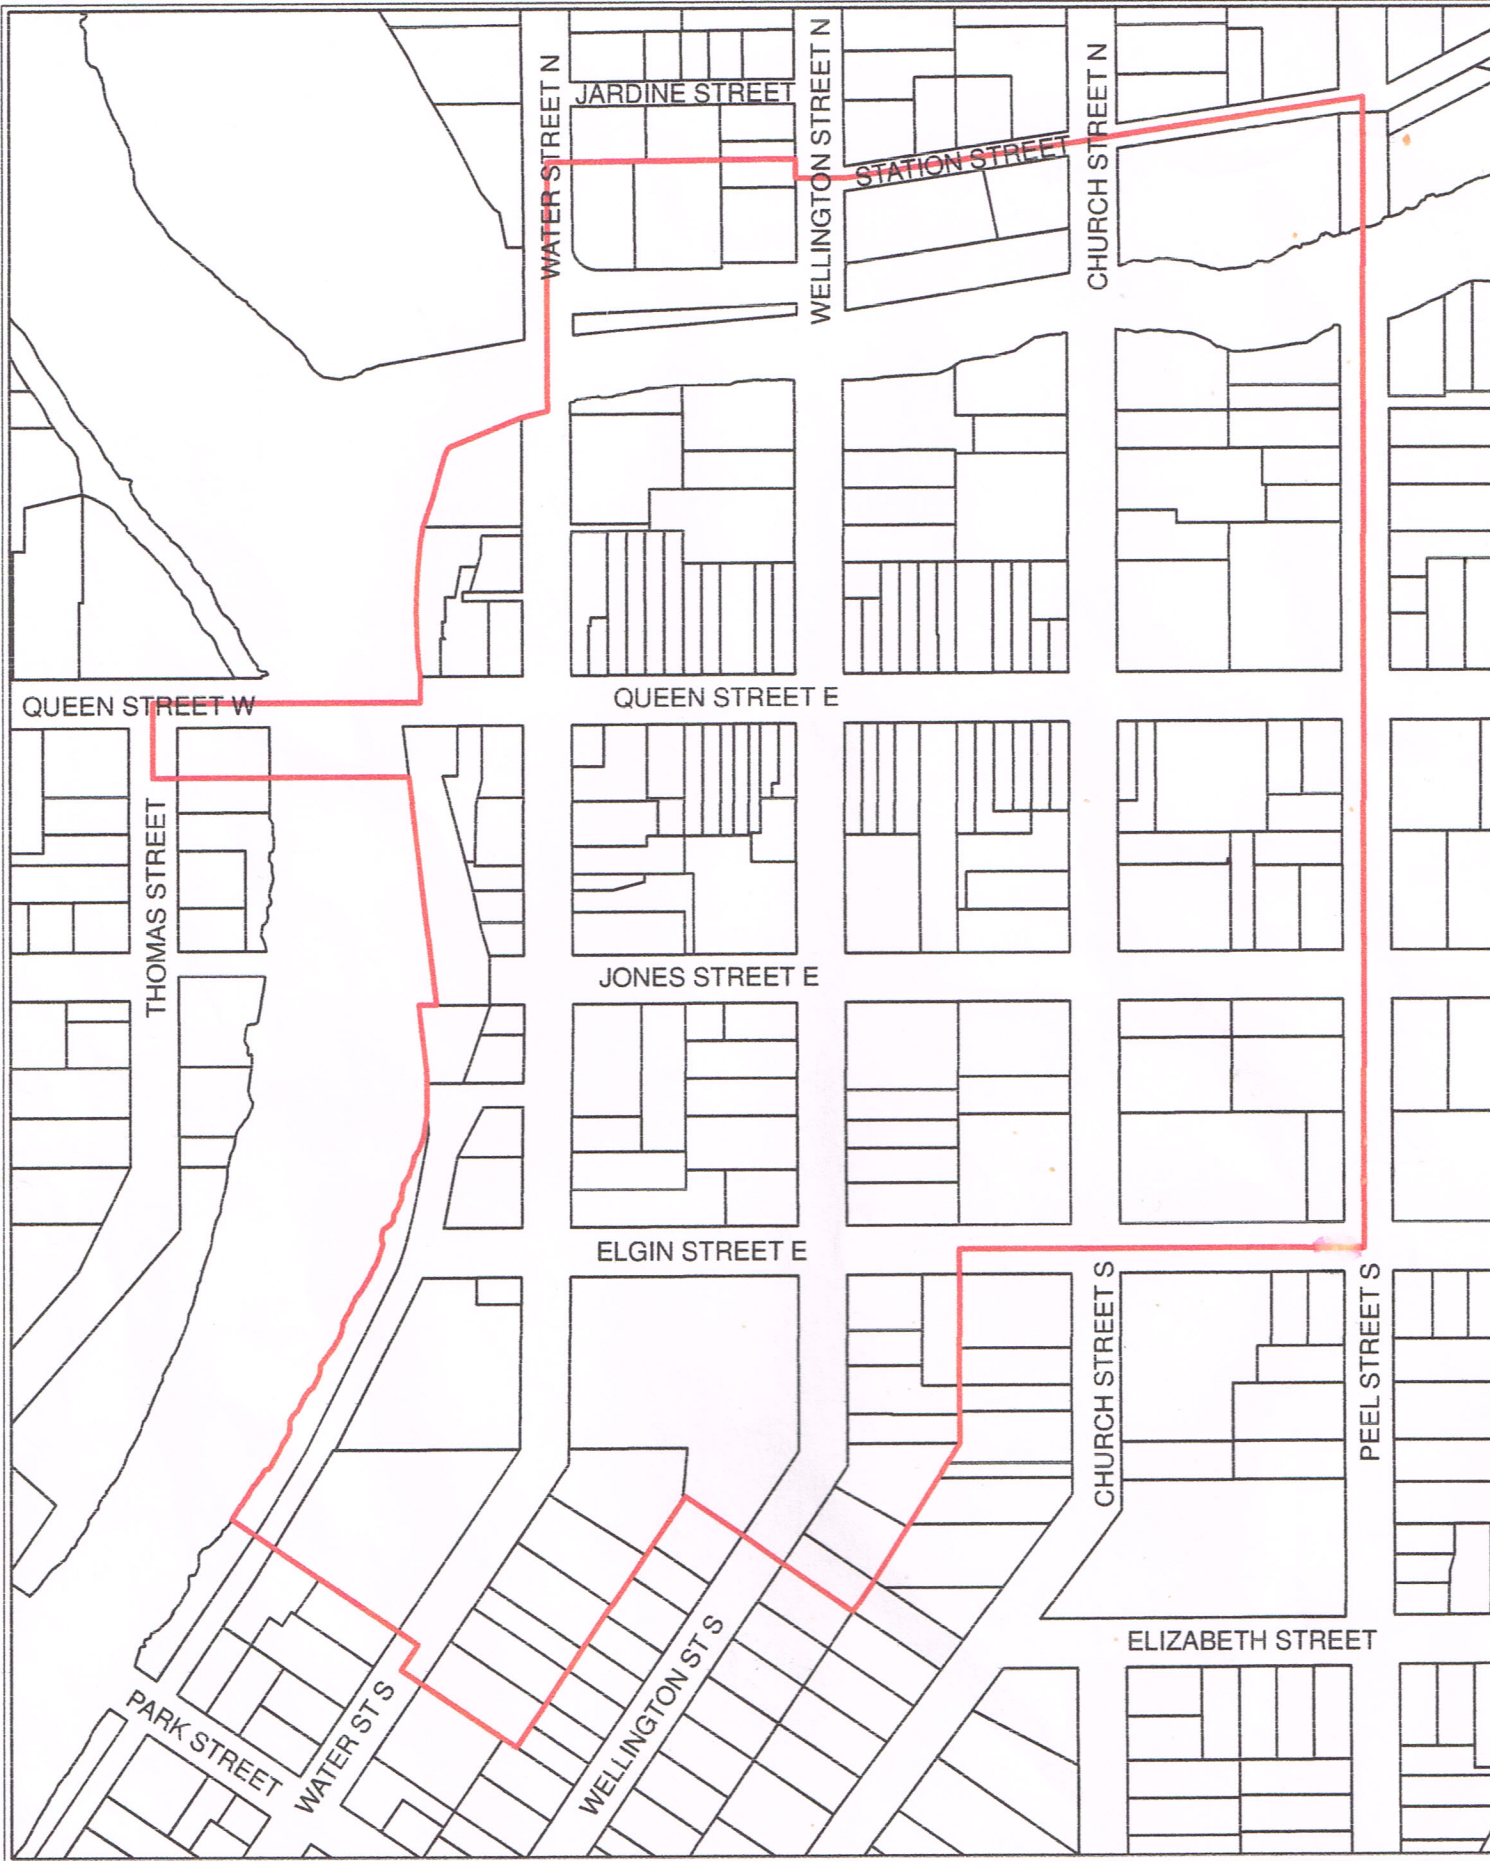 JARDINE STREET
WATER STREET N
WELLINGTON STREET N
CHURCH STREET N
STATION STREET
QUEEN STREET W
QUEEN STREET E
THOMAS STREET
JONES STREET E
ELGIN STREET E
CHURCH STREET S
PEEL STREET S
ELIZABETH STREET
WELLINGTON ST S
WATER ST S
PARK STREET